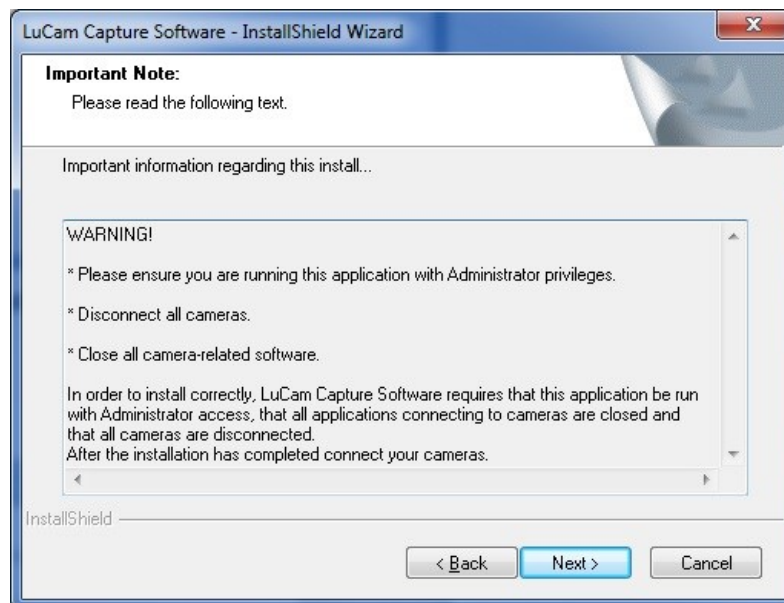 LuCam Capture Software - InstallShield Wizard
Important Note:
Please read the following text.
Important information regarding this install...
WARNING!
* Please ensure you are running this application with Administrator privileges.
* Disconnect all cameras.
* Close all camera-related software.
In order to install correctly, LuCam Capture Software requires that this application be run
with Administrator access, that all applications connecting to cameras are closed and
that all cameras are disconnected.
After the installation has completed connect your cameras.
InstallShield
< Back Next > Cancel